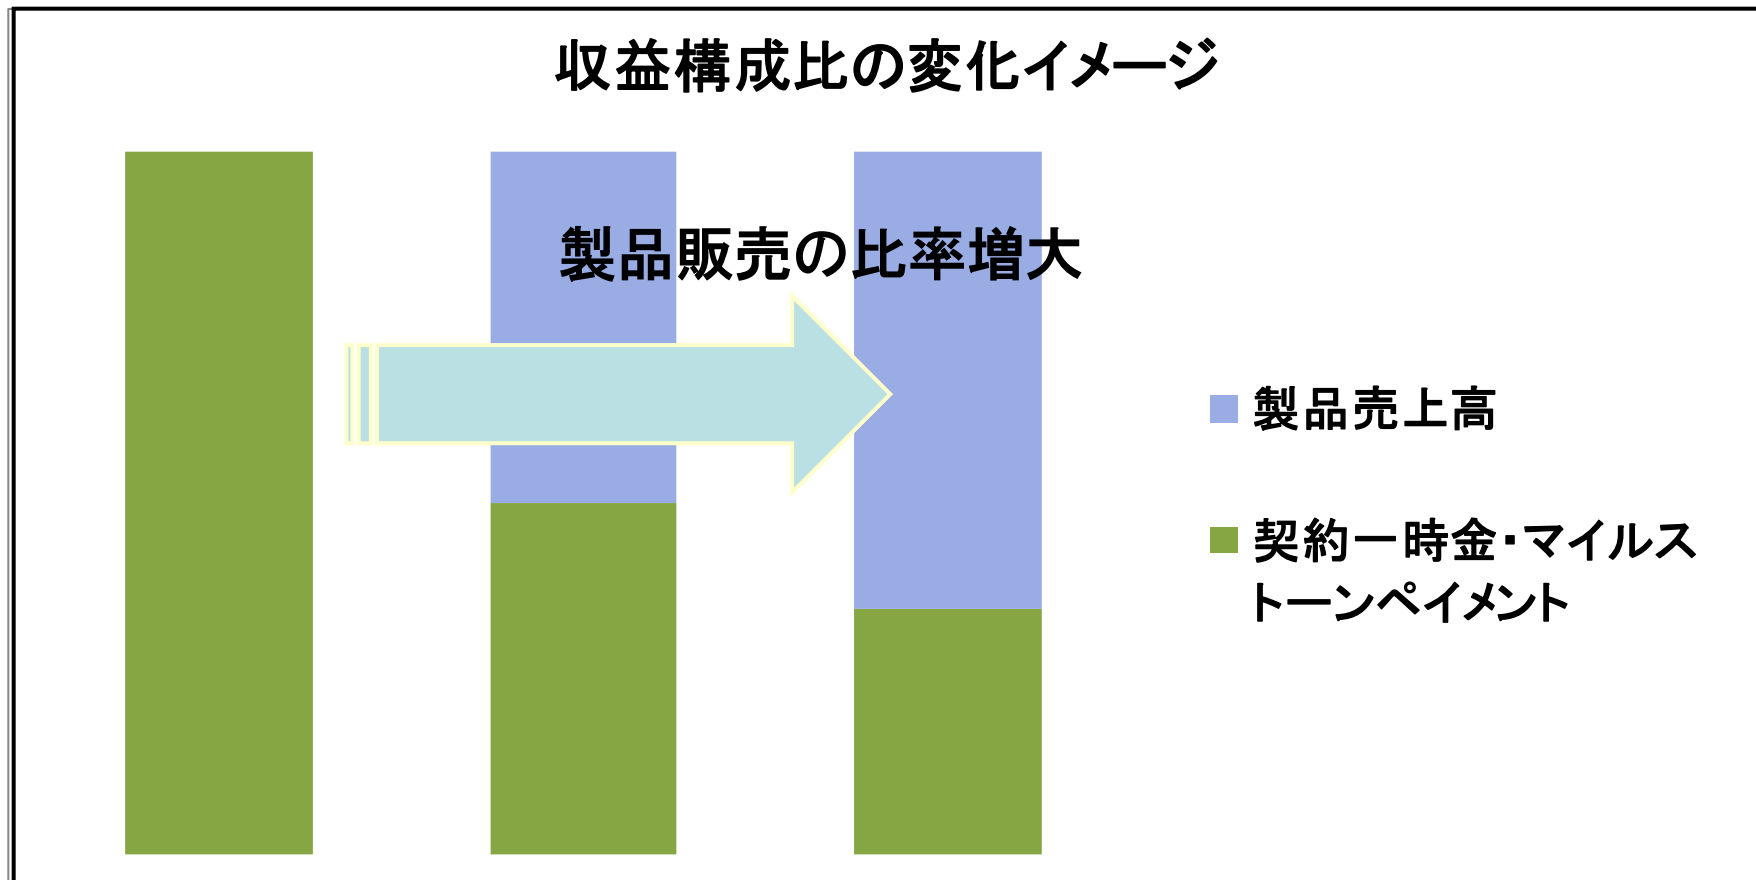 収益構成比の変化イメージ
製品販売の比率増大
製品売上高
契約一時金・マイルス
トーンペイメント